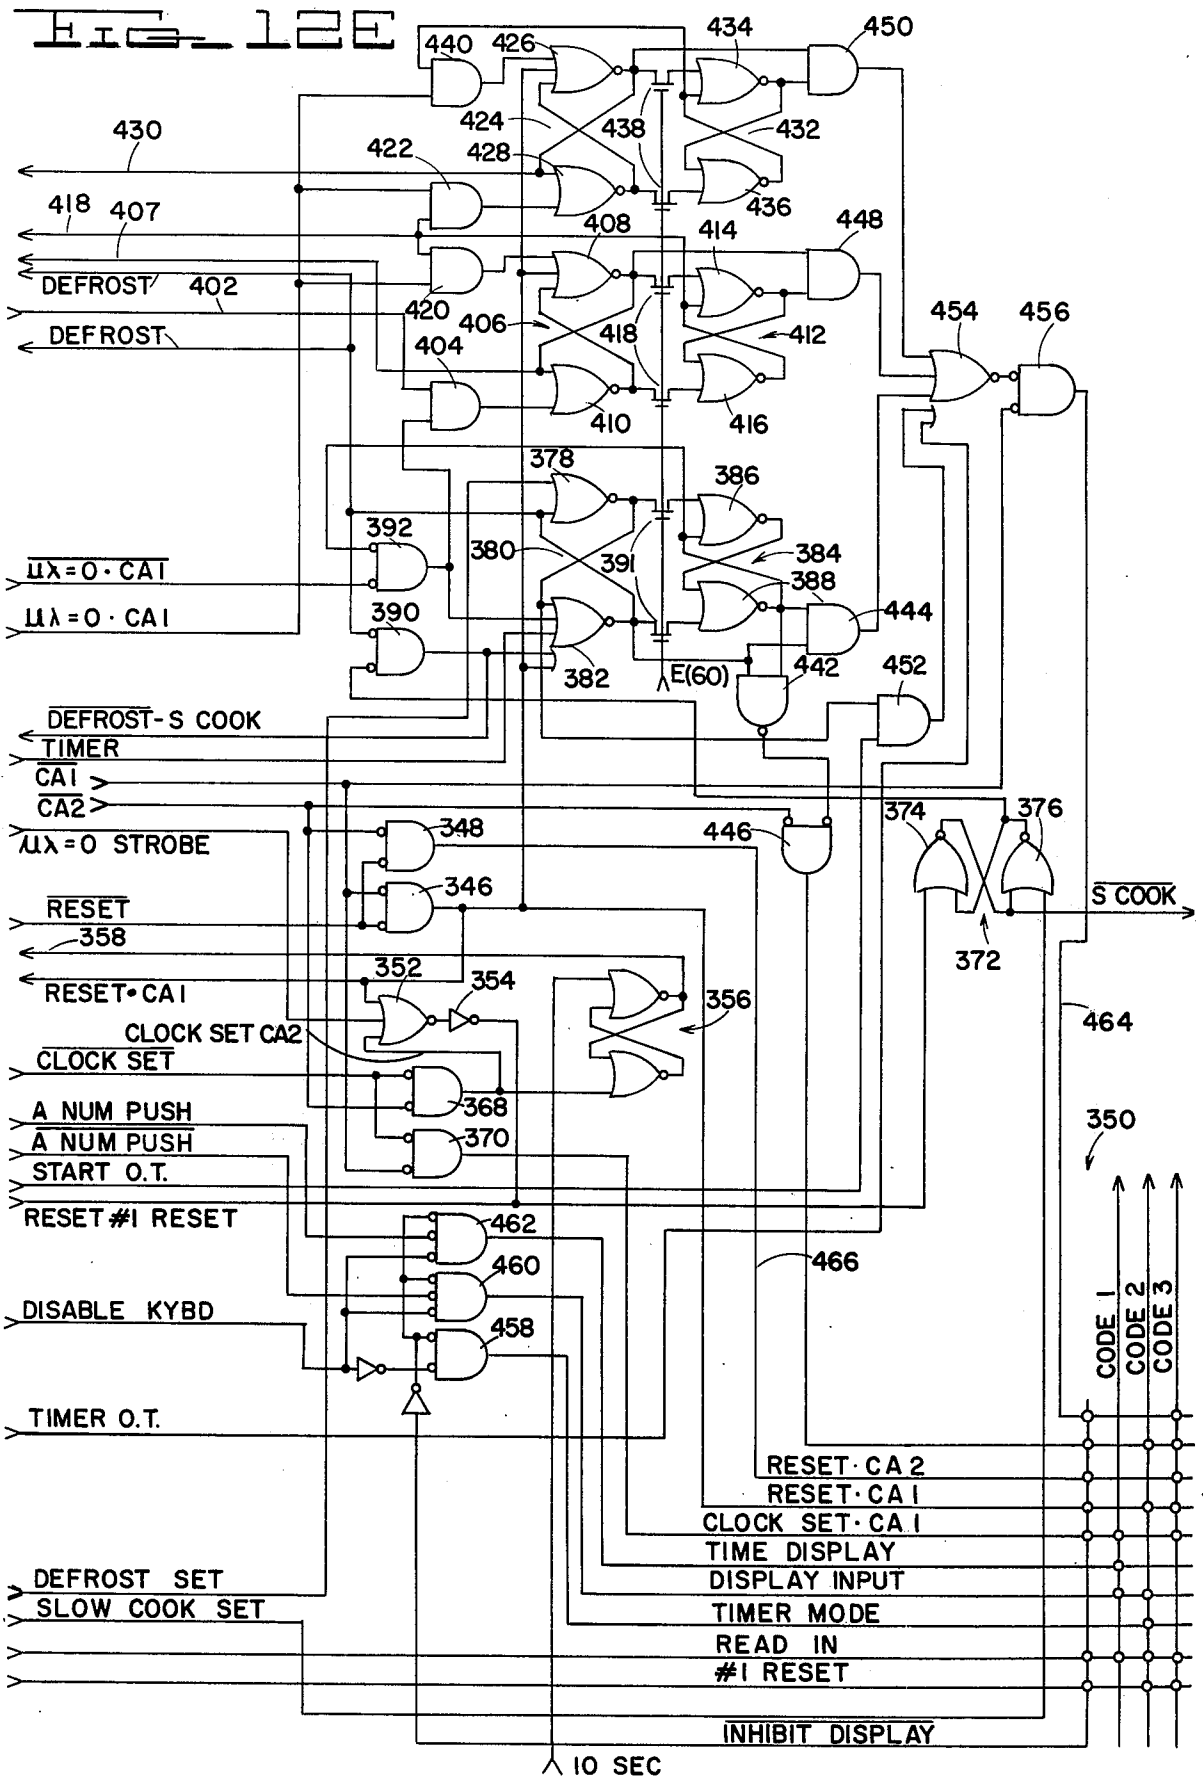 FIG_12E
440
426
434
450
424
438
432
430
422
428
436
418
407
408
414
448
DEFROST
402
420
406
418
412
454
456
DEFROST
404
410
416
378
386
392
380
391
384
388
444
μλ=0·CA1
μλ=0·CA1
390
382
E(60)
442
452
DEFROST-S COOK
TIMER
CA1
CA2
374
376
348
446
μλ=0 STROBE
346
RESET
S COOK
358
352
354
372
RESET•CA1
356
464
CLOCK SET CA2
CLOCK SET
368
A NUM PUSH
350
370
A NUM PUSH
START O.T.
RESET #1 RESET
462
460
466
DISABLE KYBD
458
CODE 1
CODE 2
CODE 3
TIMER O.T.
RESET·CA2
RESET·CA1
CLOCK SET·CA1
TIME DISPLAY
DEFROST SET
DISPLAY INPUT
SLOW COOK SET
TIMER MODE
READ IN
#1 RESET
INHIBIT DISPLAY
10 SEC